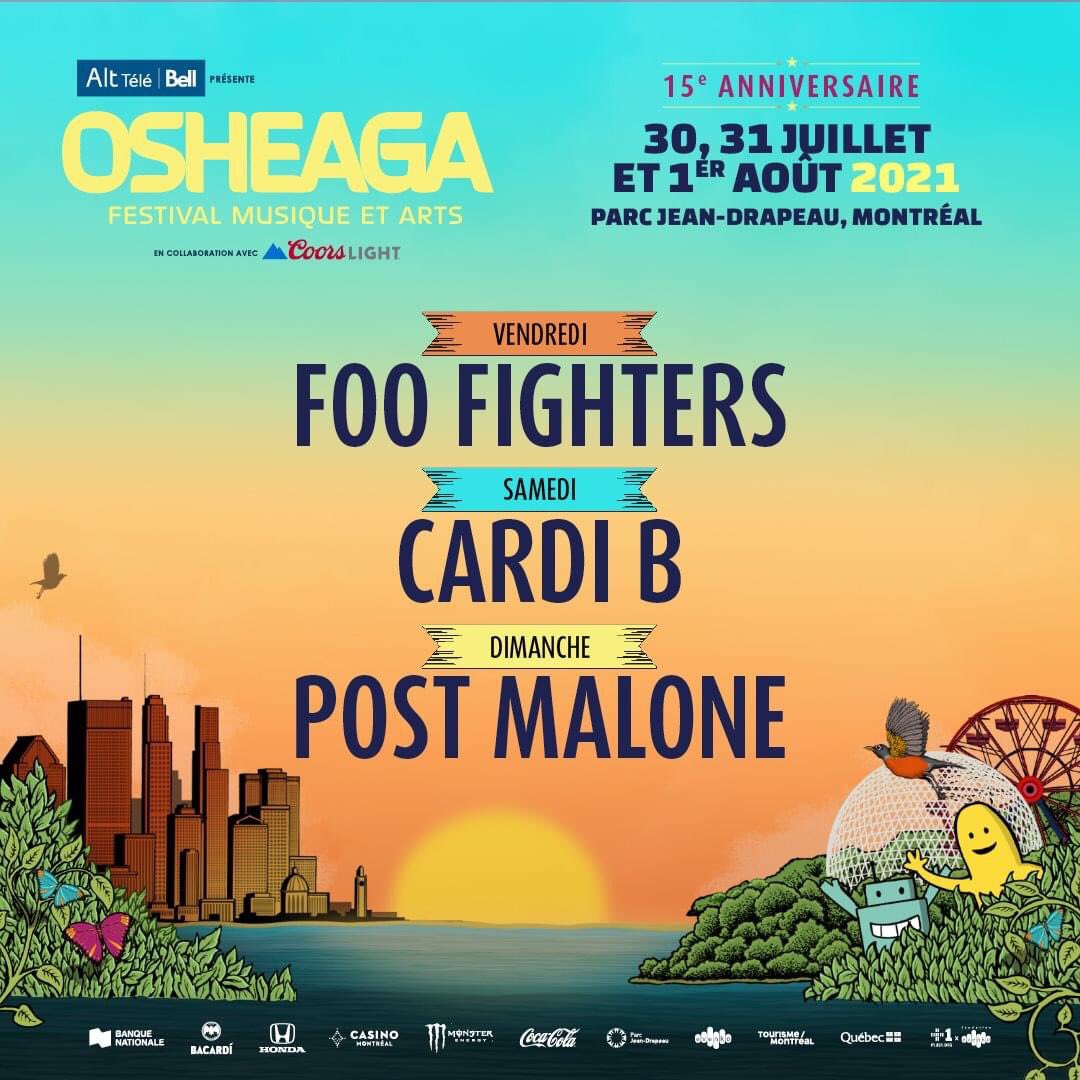 Alt Télé | Bell PRÉSENTE
OSHEAGA
FESTIVAL MUSIQUE ET ARTS
EN COLLABORATION AVEC Coors LIGHT
15e ANNIVERSAIRE
30, 31 JUILLET
ET 1ER AOÛT 2021
PARC JEAN-DRAPEAU, MONTRÉAL
VENDREDI
FOO FIGHTERS
SAMEDI
CARDI B
DIMANCHE
POST MALONE
BANQUE NATIONALE
BACARDÍ
HONDA
CASINO MONTRÉAL
MONSTER ENERGY
Coca-Cola
Parc Jean-Drapeau
evenko
TOURISME / Montréal
Québec